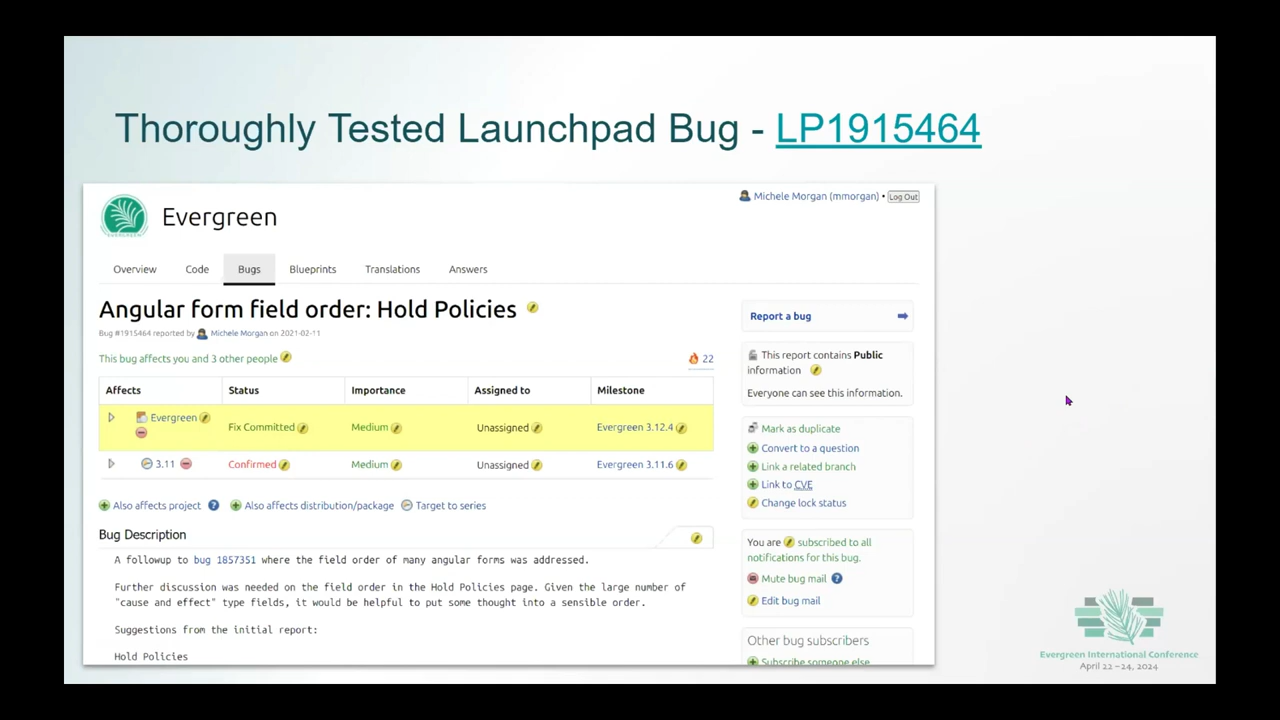 Thoroughly Tested Launchpad Bug - LP1915464
Michele Morgan (mmorgan) • Log Out
Evergreen
Overview Code Bugs Blueprints Translations Answers
Angular form field order: Hold Policies
Bug #1915464 reported by Michele Morgan on 2021-02-11
This bug affects you and 3 other people
22
Affects Status Importance Assigned to Milestone
Evergreen Fix Committed Medium Unassigned Evergreen 3.12.4
3.11 Confirmed Medium Unassigned Evergreen 3.11.6
Also affects project Also affects distribution/package Target to series
Bug Description
A followup to bug 1857351 where the field order of many angular forms was addressed.
Further discussion was needed on the field order in the Hold Policies page. Given the large number of
"cause and effect" type fields, it would be helpful to put some thought into a sensible order.
Suggestions from the initial report:
Hold Policies
Report a bug
This report contains Public
information
Everyone can see this information.
Mark as duplicate
Convert to a question
Link a related branch
Link to CVE
Change lock status
You are subscribed to all
notifications for this bug.
Mute bug mail
Edit bug mail
Other bug subscribers
Subscribe someone else
Evergreen International Conference
April 22 –24, 2024